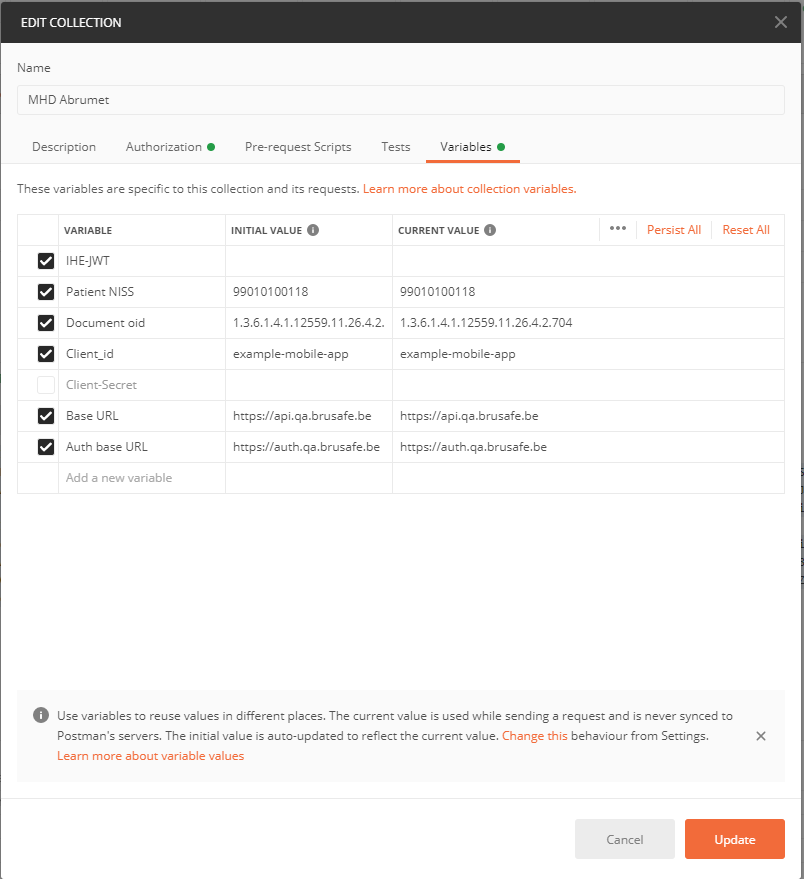 EDIT COLLECTION
Name
MHD Abrumet
Description Authorization Pre-request Scripts Tests Variables
These variables are specific to this collection and its requests. Learn more about collection variables.
VARIABLE INITIAL VALUE CURRENT VALUE ••• Persist All Reset All
IHE-JWT
Patient NISS 99010100118 99010100118
Document oid 1.3.6.1.4.1.12559.11.26.4.2. 1.3.6.1.4.1.12559.11.26.4.2.704
Client_id example-mobile-app example-mobile-app
Client-Secret
Base URL https://api.qa.brusafe.be https://api.qa.brusafe.be
Auth base URL https://auth.qa.brusafe.be https://auth.qa.brusafe.be
Add a new variable
Use variables to reuse values in different places. The current value is used while sending a request and is never synced to
Postman's servers. The initial value is auto-updated to reflect the current value. Change this behaviour from Settings.
Learn more about variable values
Cancel Update